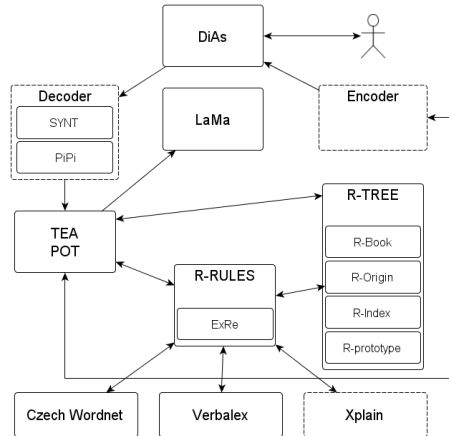 DiAs
Decoder
SYNT
PiPi
LaMa
Encoder
TEA
POT
R-TREE
R-Book
R-Origin
R-Index
R-prototype
R-RULES
ExRe
Czech Wordnet
Verbalex
Xplain